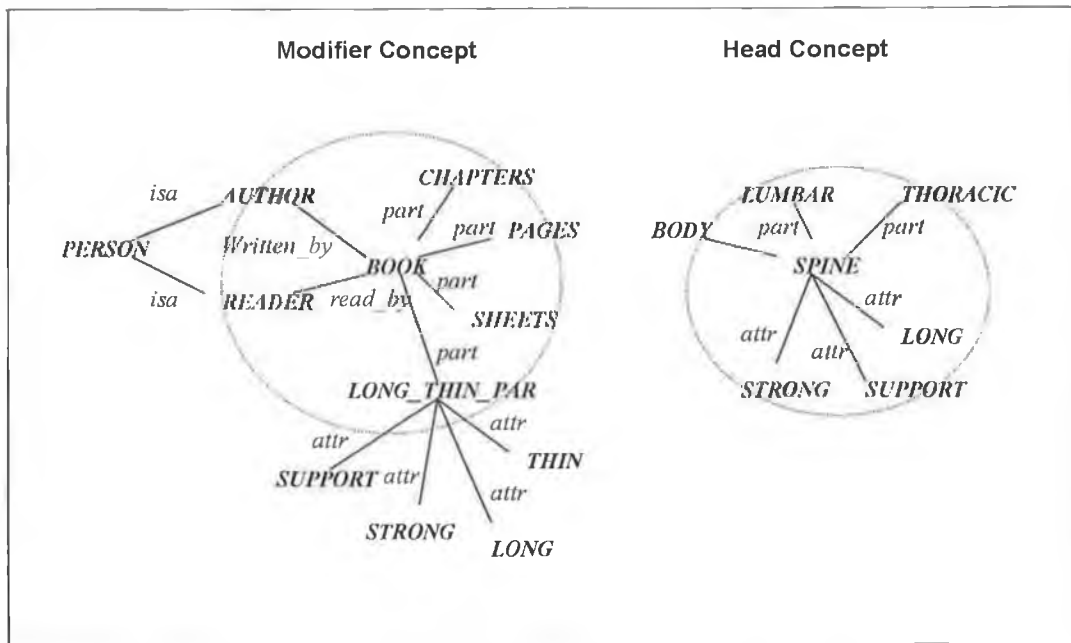 Modifier Concept
Head Concept
CHAPTERS
isa
AUTHOR
part
part
PAGES
PERSON
Written_by
BOOK
part
isa
READER
read_by
SHEETS
part
LONG_THIN_PAR
attr
attr
THIN
SUPPORT
attr
attr
STRONG
LONG
LUMBAR
THORACIC
BODY
part
part
SPINE
attr
LONG
attr
attr
STRONG
SUPPORT